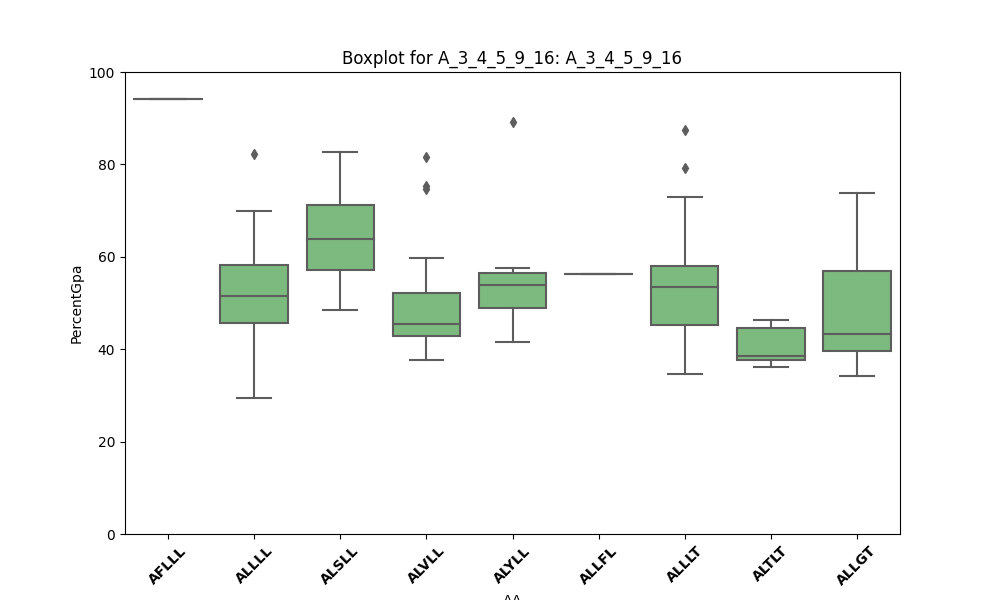 Boxplot for A_3_4_5_9_16: A_3_4_5_9_16
PercentGpa
100
80
60
40
20
0
AFLLL
ALLLL
ALSLL
ALVLL
ALYLL
ALLFL
ALLLT
ALTLT
ALLGT
AA